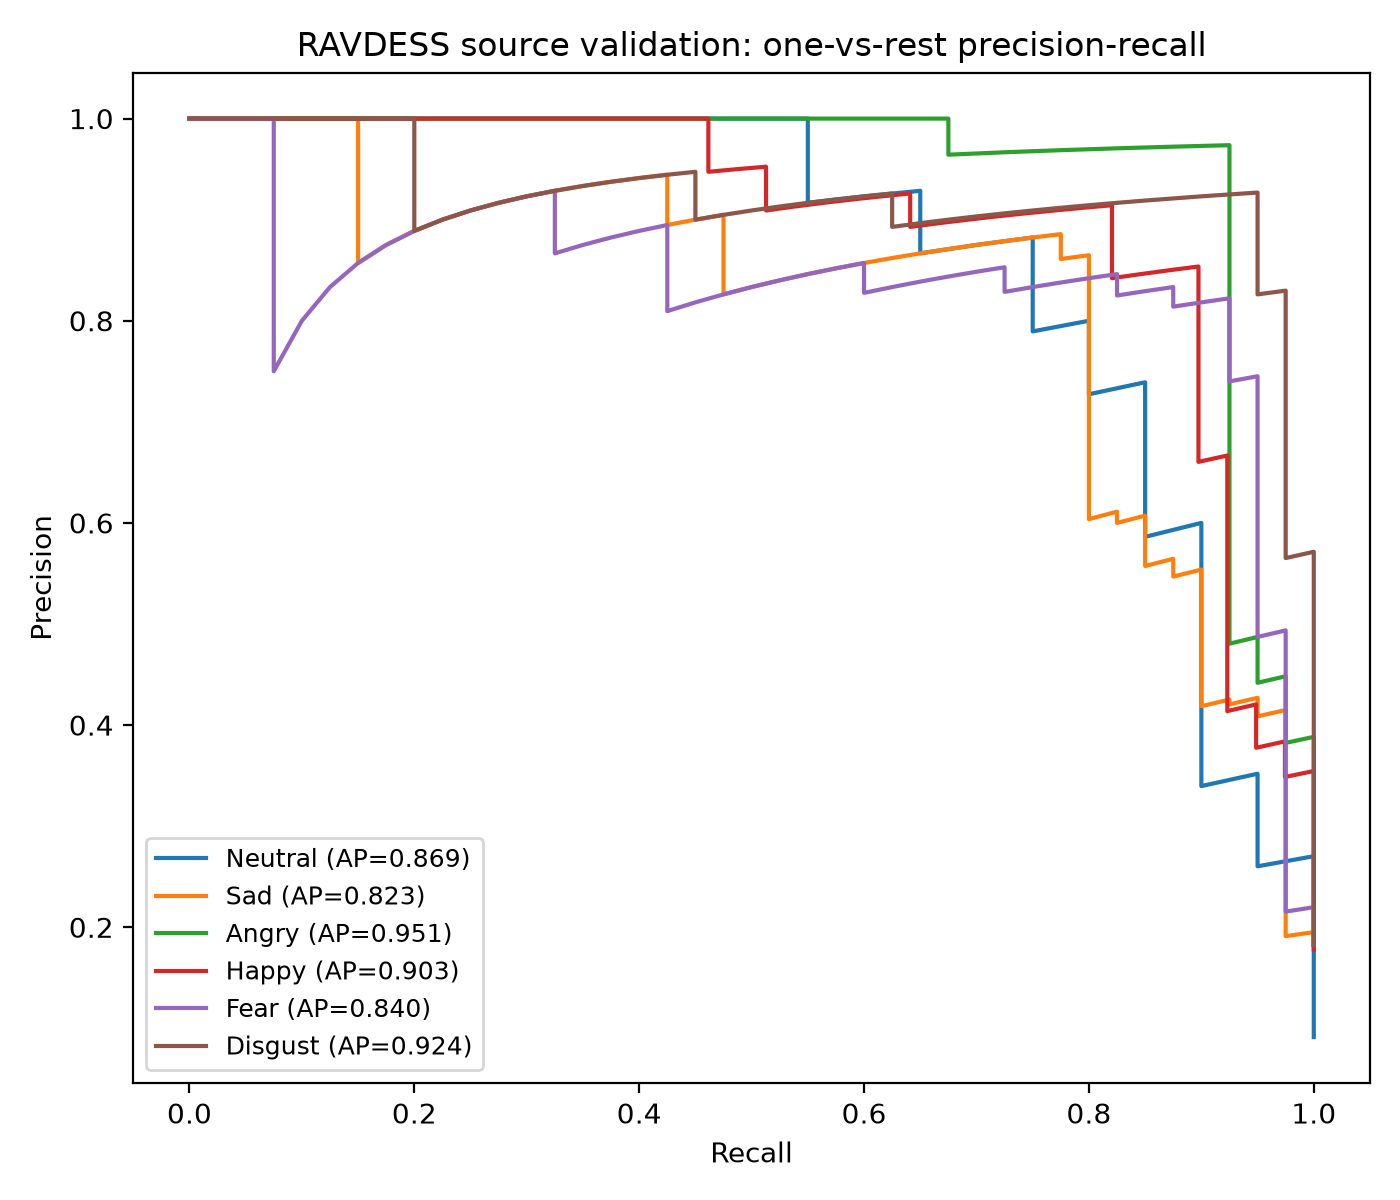 RAVDESS source validation: one-vs-rest precision-recall
1.0
0.8
0.6
0.4
0.2
Precision
Neutral (AP=0.869)
Sad (AP=0.823)
Angry (AP=0.951)
Happy (AP=0.903)
Fear (AP=0.840)
Disgust (AP=0.924)
0.0 0.2 0.4 0.6 0.8 1.0
Recall